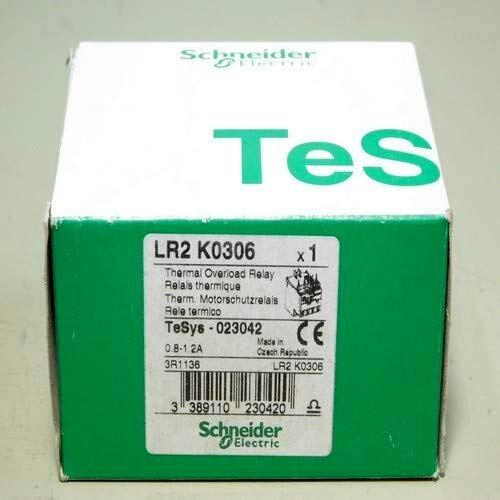 Schneider
Electric
TeS
LR2 K0306 x 1
Thermal Overload Relay
Relais thermique
Therm. Motorschutzrelais
Rele termico
TeSys - 023042
0.8-1.2A
Made in
Czech Republic
CE
3R1136 LR2 K0306
3 389110 230420
Schneider
Electric